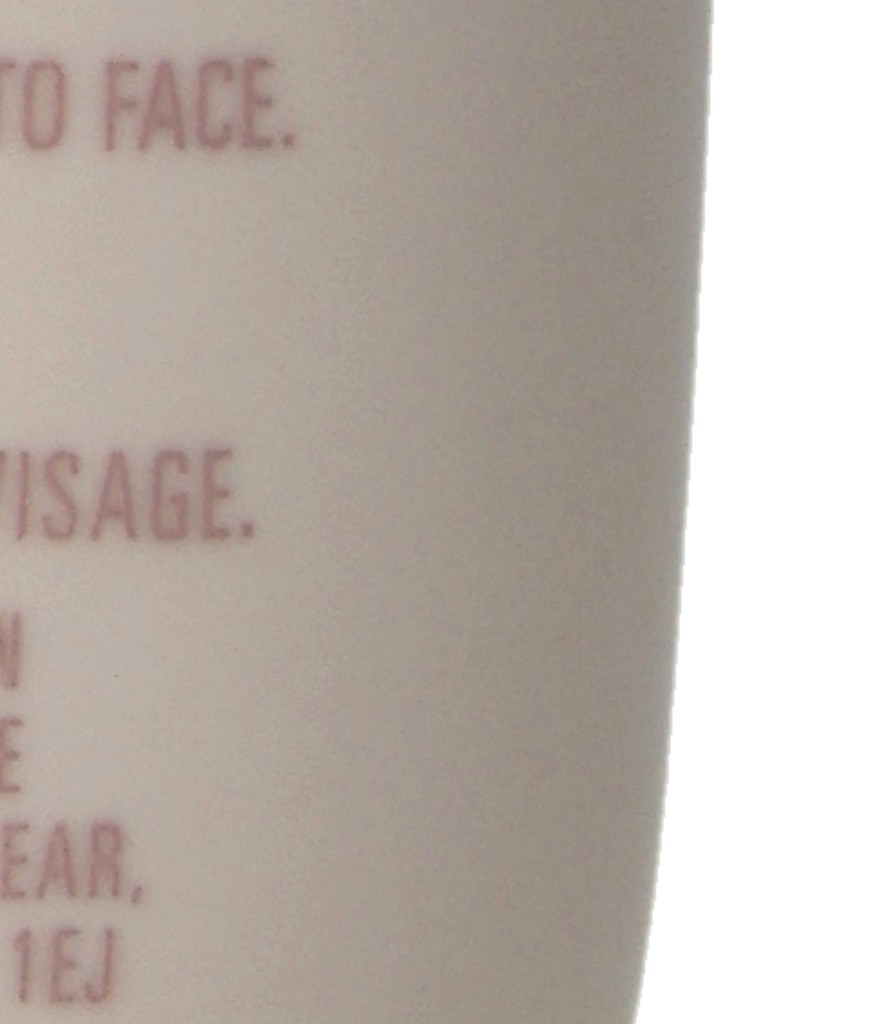 TO FACE.
VISAGE.
N
E
EAR,
1EJ